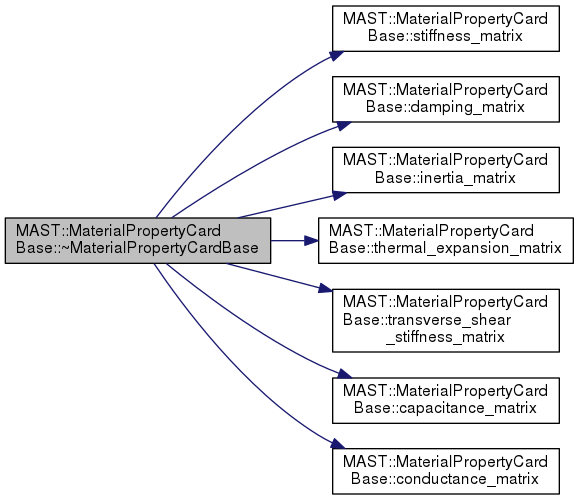 MAST::MaterialPropertyCard
Base::stiffness_matrix
MAST::MaterialPropertyCard
Base::damping_matrix
MAST::MaterialPropertyCard
Base::inertia_matrix
MAST::MaterialPropertyCard
Base::~MaterialPropertyCardBase
MAST::MaterialPropertyCard
Base::thermal_expansion_matrix
MAST::MaterialPropertyCard
Base::transverse_shear
_stiffness_matrix
MAST::MaterialPropertyCard
Base::capacitance_matrix
MAST::MaterialPropertyCard
Base::conductance_matrix